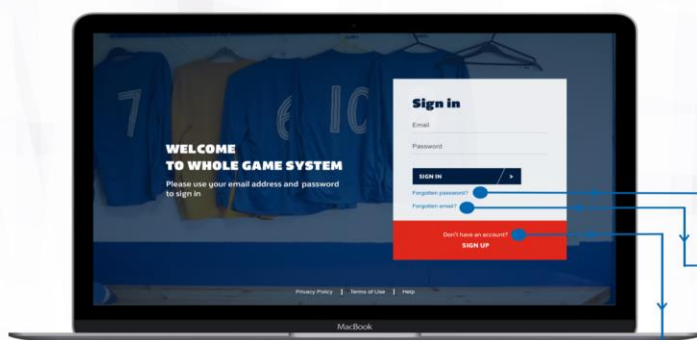 7
6
10
WELCOME
TO WHOLE GAME SYSTEM
Please use your email address and password
to sign in
Sign in
Email
Password
SIGN IN >
Forgotten password?
Forgotten email?
Don't have an account?
SIGN UP
Privacy Policy | Terms of Use | Help
MacBook